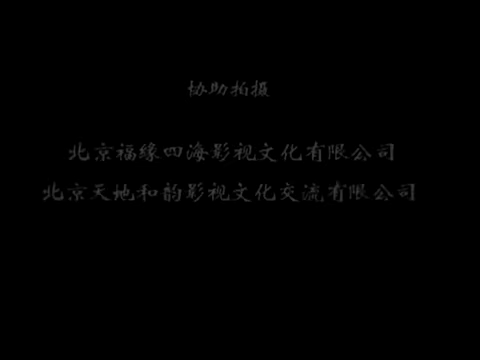 协助拍摄
北京福缘四海影视文化有限公司
北京天地和韵影视文化交流有限公司